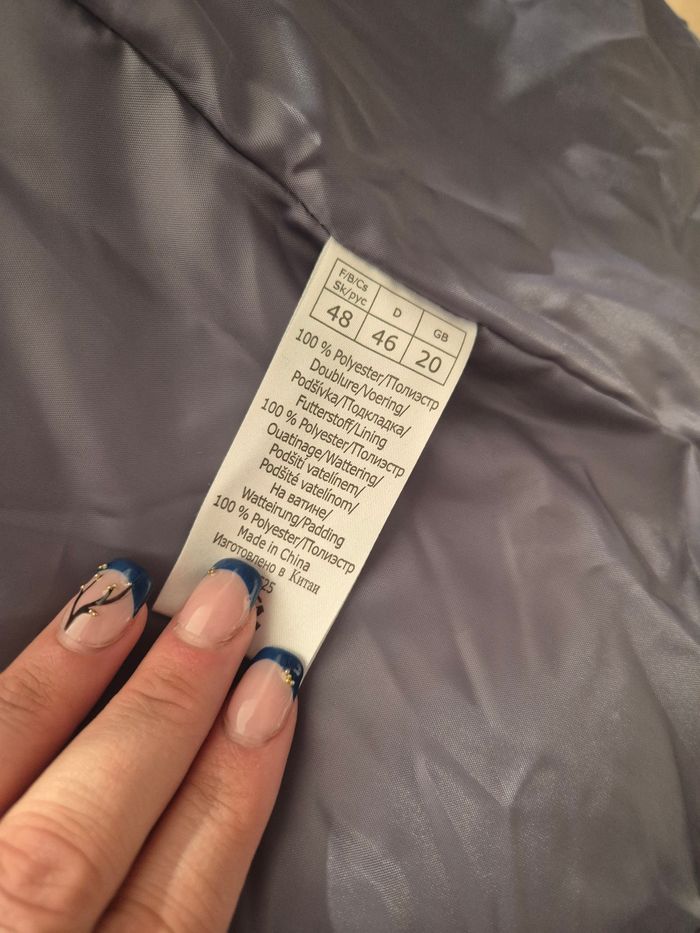 F/B/Cs D GB
Sk/рус
48 46 20
100 % Polyester/Полиэстр
Doublure/Voering/
Podšívka/Подкладка/
Futterstoff/Lining
100 % Polyester/Полиэстр
Ouatinage/Wattering/
Podšití vatelínem/
Podšité vatelínom/
На ватине/
Watteirung/Padding
100 % Polyester/Полиэстр
Made in China
Изготовлено в Китаи